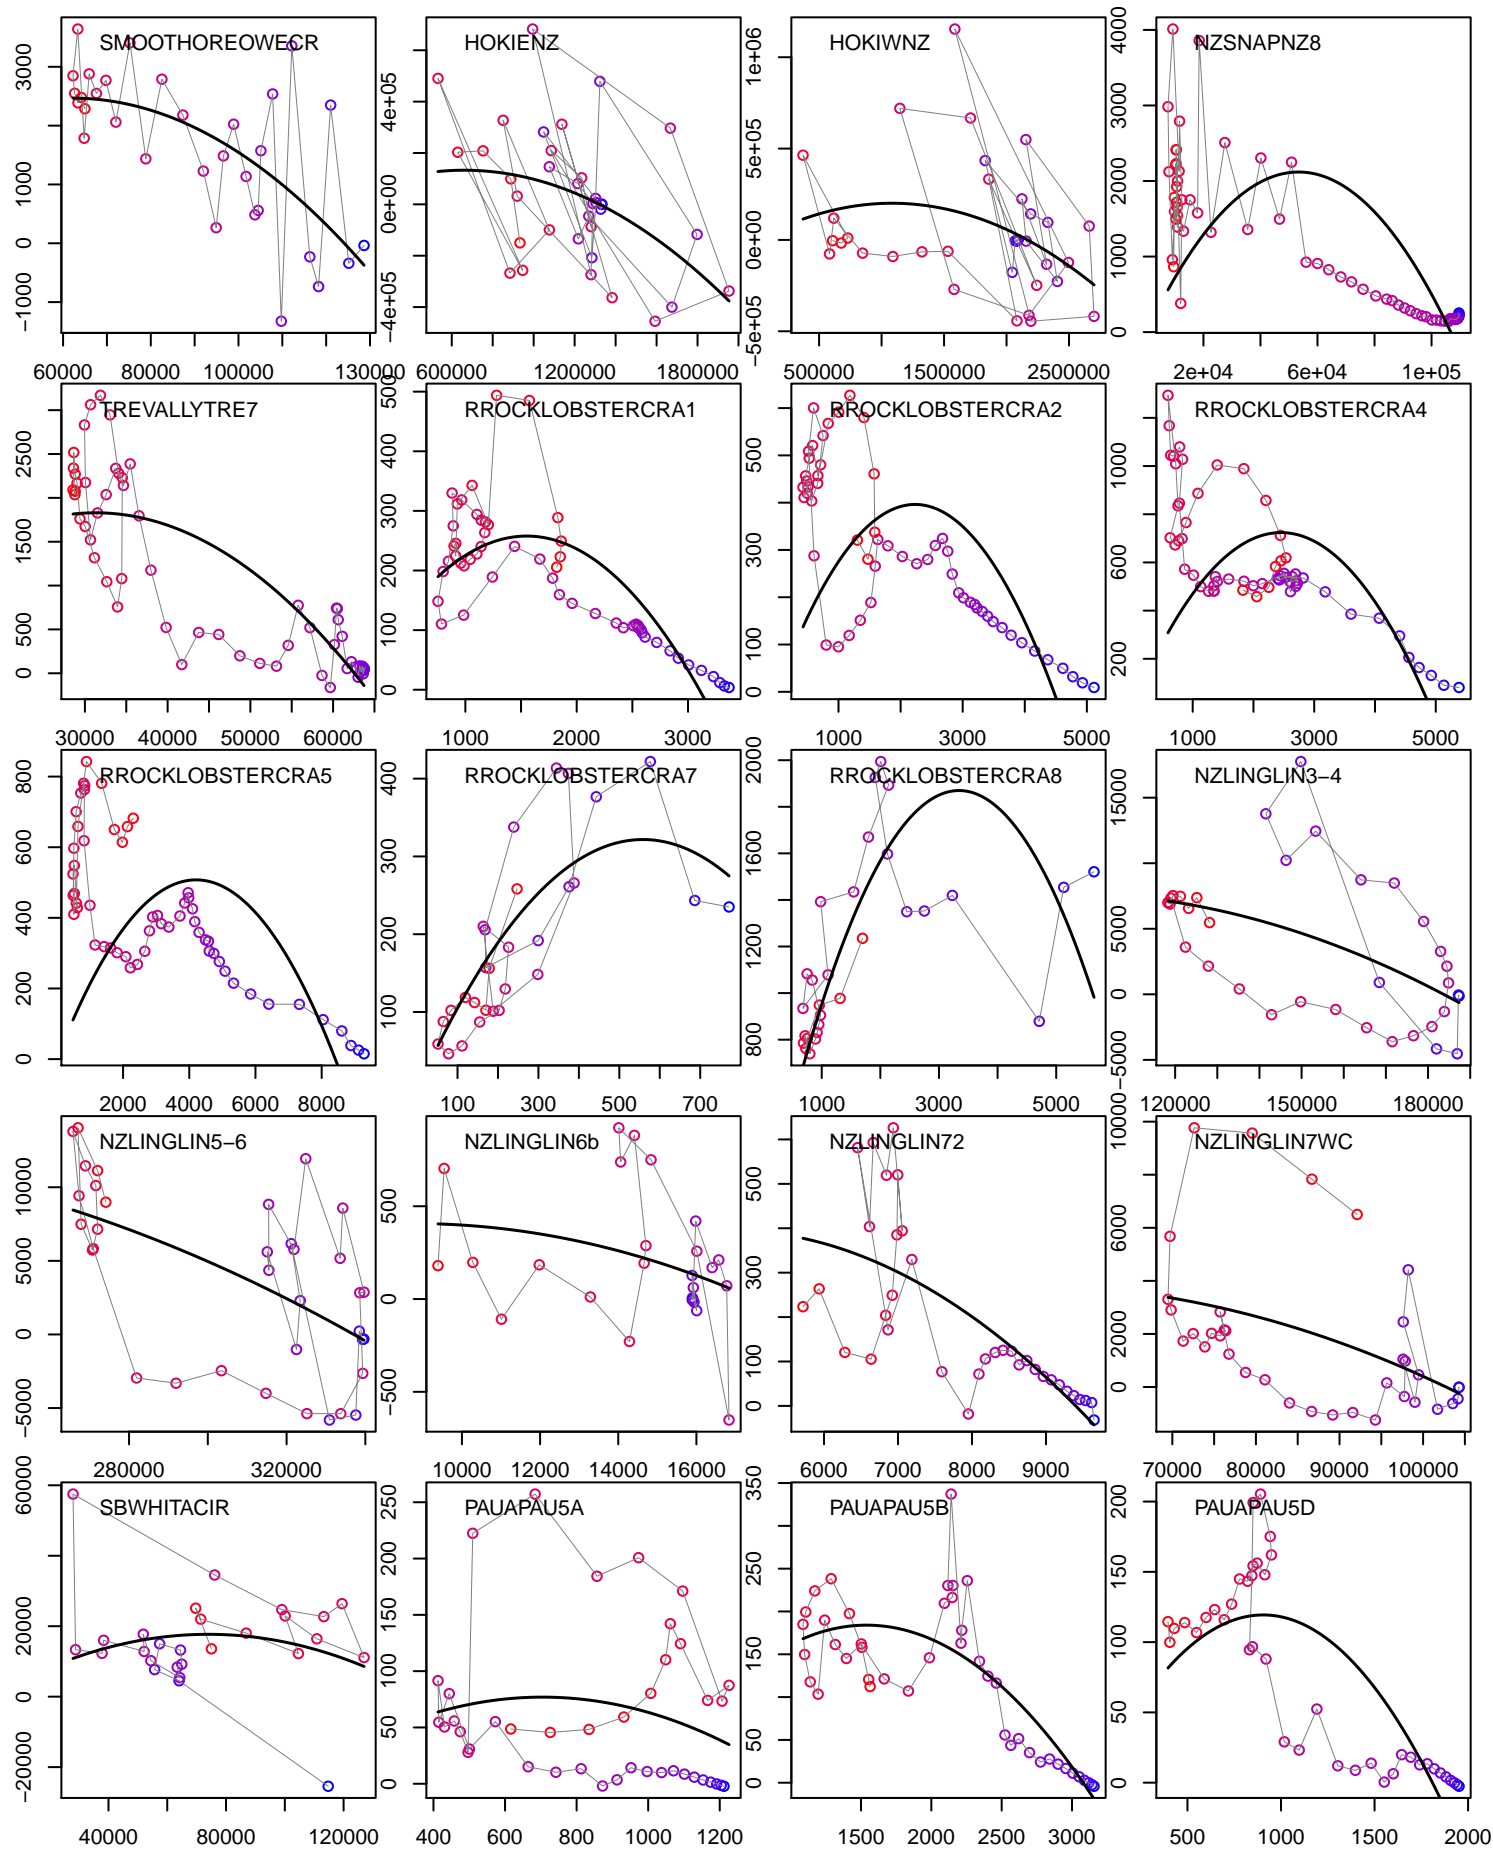 SMOOTHOREOWECR
HOKIENZ
HOKIWNZ
NZSNAPNZ8
−1000 0 1000 3000
−4e+05 0e+00 4e+05
−5e+05 0e+00 5e+05 1e+06
0 1000 2000 3000 4000
60000 80000 100000 130000
600000 1200000 1800000
500000 1500000 2500000
2e+04 6e+04 1e+05
TREVALLYTRE7
RROCKLOBSTERCRA1
RROCKLOBSTERCRA2
RROCKLOBSTERCRA4
0 500 1500 2500
0 100 200 300 400 500
0 100 300 500
200 600 1000
30000 40000 50000 60000
1000 2000 3000
1000 3000 5000
1000 3000 5000
RROCKLOBSTERCRA5
RROCKLOBSTERCRA7
RROCKLOBSTERCRA8
NZLINGLIN3−4
0 200 400 600 800
100 200 300 400
800 1200 1600 2000
−5000 0 5000 15000
2000 4000 6000 8000
100 300 500 700
1000 3000 5000
120000 150000 180000
NZLINGLIN5−6
NZLINGLIN6b
NZLINGLIN72
NZLINGLIN7WC
−5000 0 5000 10000
−500 0 500
0 100 300 500
0 2000 6000 10000
280000 320000
10000 12000 14000 16000
6000 7000 8000 9000
70000 80000 90000 100000
SBWHITACIR
PAUAPAU5A
PAUAPAU5B
PAUAPAU5D
−20000 0 20000 60000
0 50 100 150 200 250
0 50 150 250 350
0 50 100 150 200
40000 80000 120000
400 600 800 1000 1200
1500 2000 2500 3000
500 1000 1500 2000